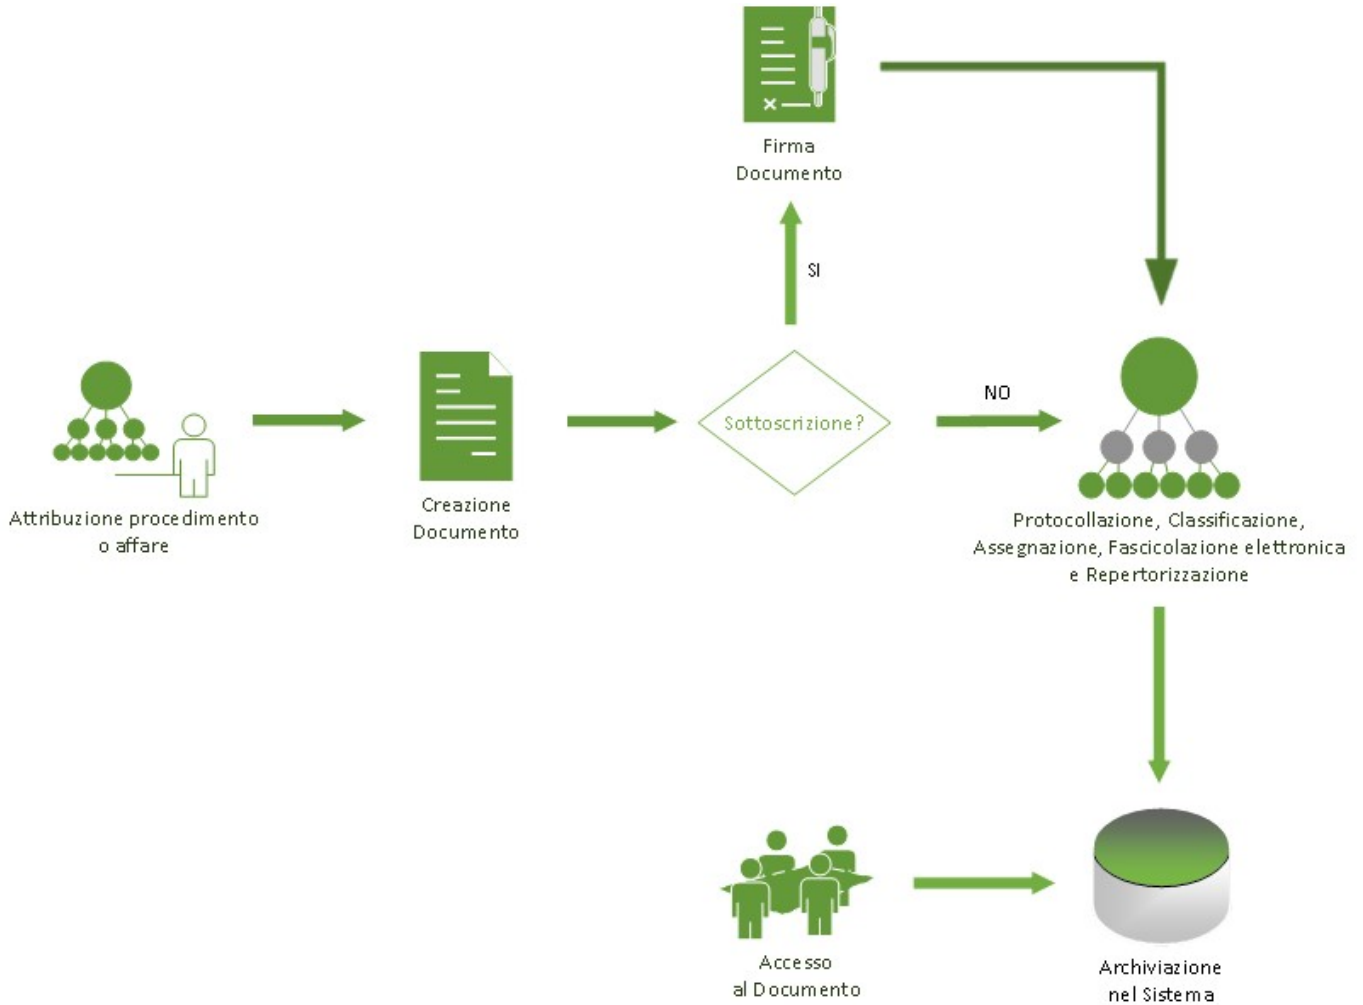 Firma
Documento
SI
Sottoscrizione?
NO
Attribuzione procedimento
o affare
Creazione
Documento
Protocollazione, Classificazione,
Assegnazione, Fascicolazione elettronica
e Repertorizzazione
Accesso
al Documento
Archiviazione
nel Sistema